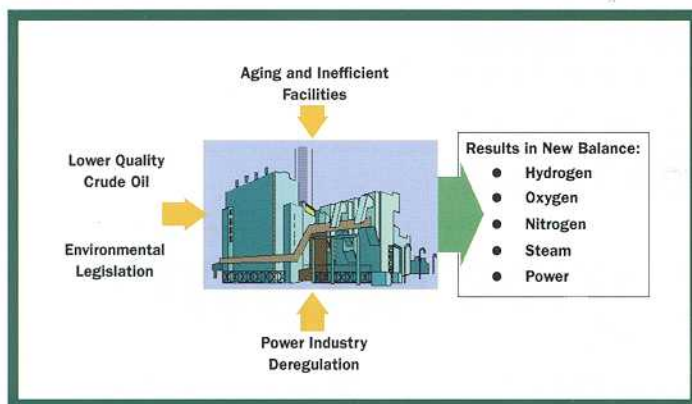 Aging and Inefficient
Facilities
Lower Quality
Crude Oil
Environmental
Legislation
Power Industry
Deregulation
Results in New Balance:
● Hydrogen
● Oxygen
● Nitrogen
● Steam
● Power